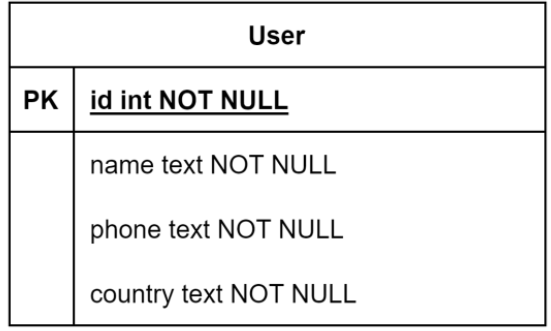 User
PK id int NOT NULL
name text NOT NULL
phone text NOT NULL
country text NOT NULL